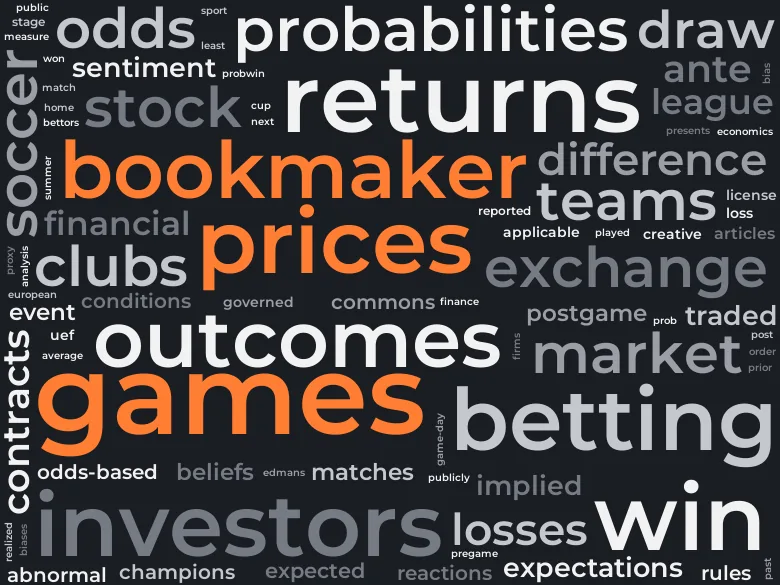 public
stage
measure
odds
sport
least
probabilities
draw
soccer
won
sentiment
probwin
ante
bias
match
home
bettors
stock
cup
next
returns
league
presents
economics
summer
bookmaker
difference
teams
license
loss
financial
prices
reported
applicable
played
creative
articles
proxy
analysis
clubs
exchange
european
conditions
governed
commons
finance
event
uef
average
outcomes
firms
postgame
prob
traded
market
post
order
prior
contracts
games
game-day
betting
odds-based
beliefs
edmans
matches
publicly
implied
realized
biases
investors
losses
win
pregame
abnormal
champions
expected
reactions
expectations
rules